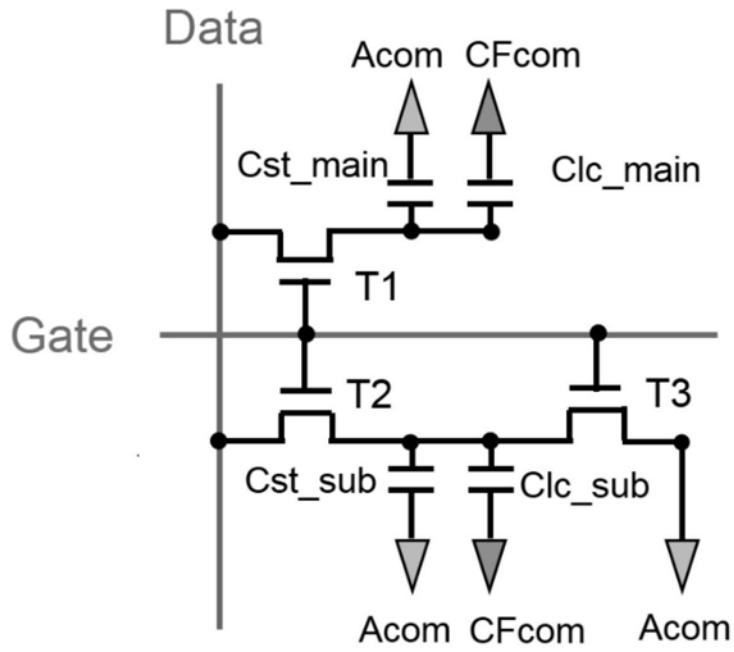 Data
Acom CFcom
Cst_main
Clc_main
T1
Gate
T2
T3
Cst_sub
Clc_sub
Acom CFcom Acom